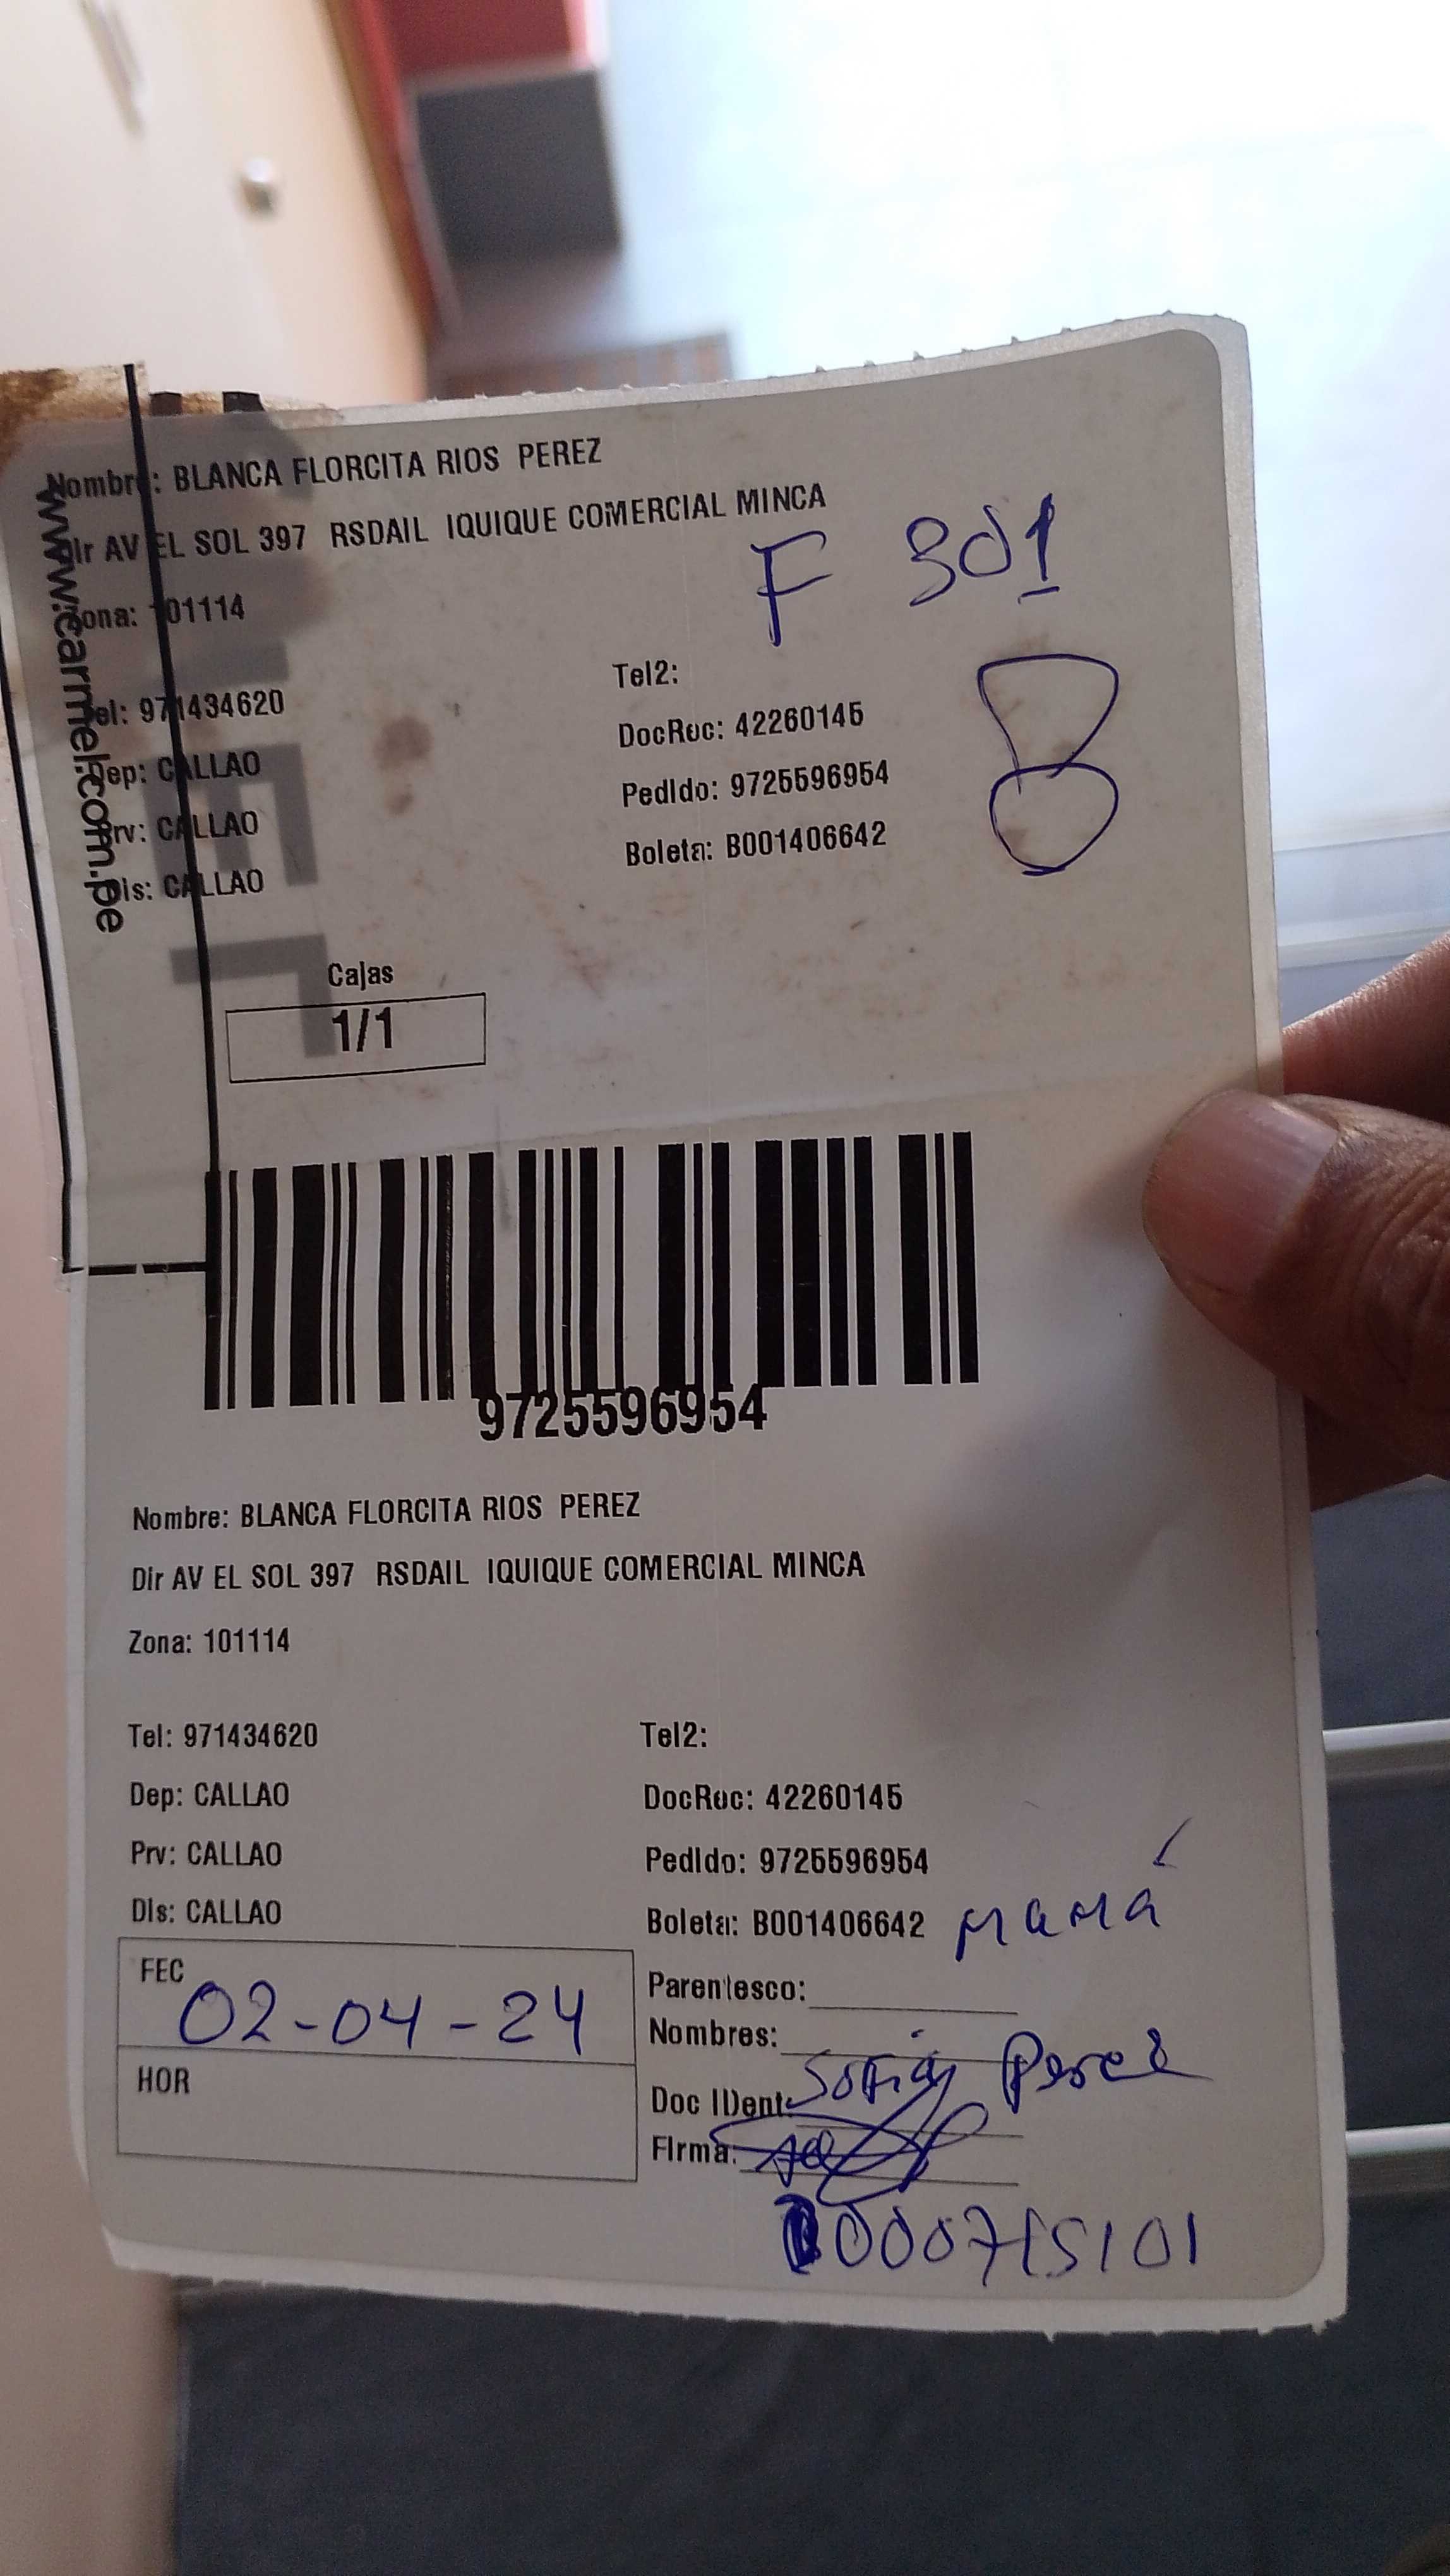 Nombre: BLANCA FLORCITA RIOS PEREZ
Dir AV EL SOL 397 RSDAIL IQUIQUE COMERCIAL MINCA
F 301
Zona: 101114
Tel: 971434620
Tel2:
DocRec: 42260145
Dep: CALLAO
Pedido: 9725596954
Prv: CALLAO
Boleta: B001406642
Dis: CALLAO
8
www.carmel.com.pe
Cajas
1/1
9725596954
Nombre: BLANCA FLORCITA RIOS PEREZ
Dir AV EL SOL 397 RSDAIL IQUIQUE COMERCIAL MINCA
Zona: 101114
Tel: 971434620
Tel2:
Dep: CALLAO
DocRec: 42260145
Prv: CALLAO
Pedido: 9725596954
Dis: CALLAO
Boleta: B001406642
mamá
FEC
02-04-24
HOR
Parentesco:
Nombres:
Sofia Perez
Doc IDent:
Firma: